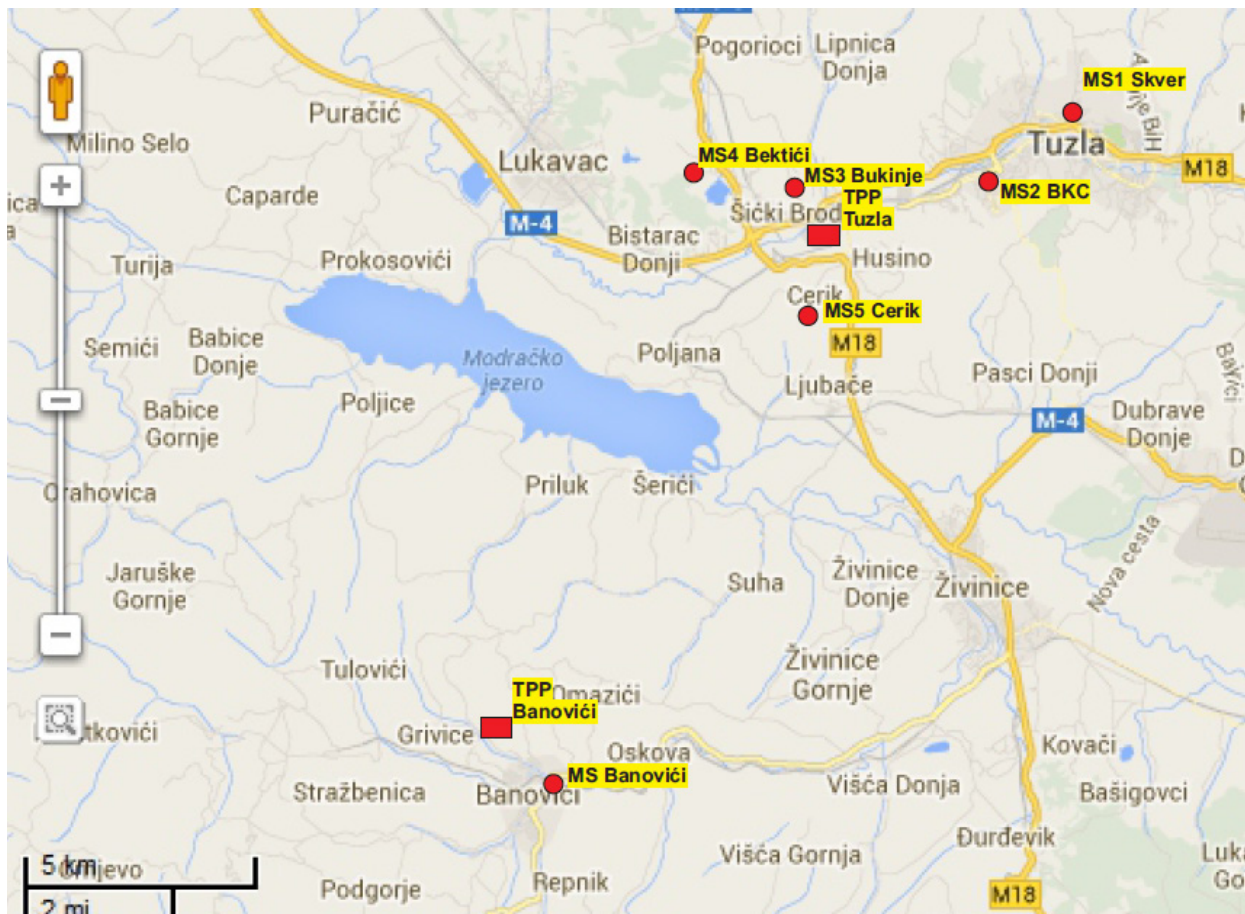 Pogorioci
Lipnica
Donja
MS1 Skver
Puračić
Milino Selo
Lukavac
MS4 Bektići
Tuzla
M18
MS3 Bukinje
MS2 BKC
Caparde
TPP
Tuzla
Šićki Brod
M-4
Bistarac
Donji
Husino
Turija
Prokosovići
Cerik
MS5 Cerik
M18
Semići
Babice
Donje
Modračko
jezero
Poljana
Ljubače
Pasci Donji
Poljice
Babice
Gornje
M-4
Dubrave
Donje
Priluk
Šerići
Orahovica
Nova cesta
Jaruške
Gornje
Suha
Živinice
Donje
Živinice
Tulovići
Živinice
Gornje
TPP
Banovići
Omazići
Grivice
Oskova
Kovači
MS Banovići
Stražbenica
Banovići
Višća Donja
Bašigovci
Đurđevik
Višća Gornja
5 km
Podgorje
Repnik
M18
2 mi